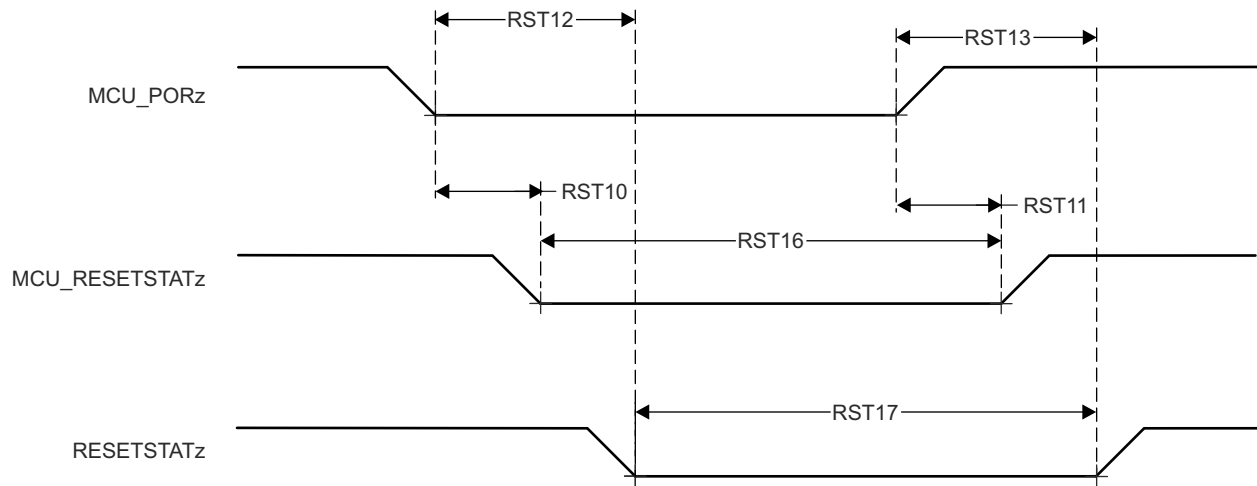 RST12
RST13
MCU_PORz
RST10
RST11
RST16
MCU_RESETSTATz
RST17
RESETSTATz